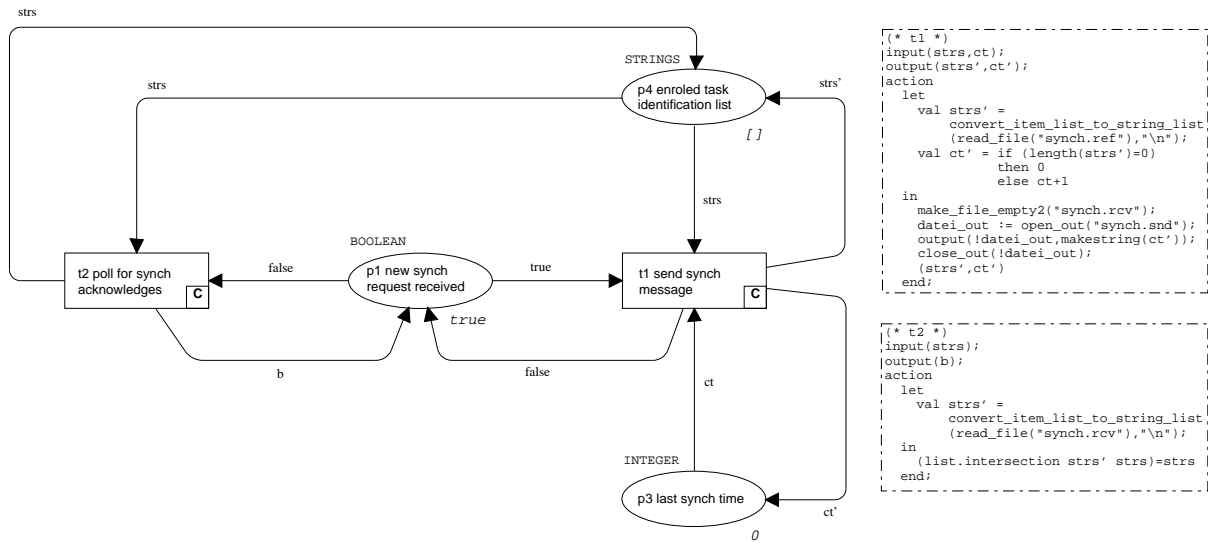 strs
STRINGS
strs
p4 enroled task
identification list
strs'
[ ]
strs
BOOLEAN
t2 poll for synch
acknowledges
C
false
p1 new synch
request received
true
t1 send synch
message
C
true
b
false
ct
INTEGER
p3 last synch time
ct'
0
(* t1 *)
input(strs,ct);
output(strs',ct');
action
let
val strs' =
convert_item_list_to_string_list
(read_file("synch.ref"),"\n");
val ct' = if (length(strs')=0)
then 0
else ct+1
in
make_file_empty2("synch.rcv");
datei_out := open_out("synch.snd");
output(!datei_out,makestring(ct'));
close_out(!datei_out);
(strs',ct')
end;
(* t2 *)
input(strs);
output(b);
action
let
val strs' =
convert_item_list_to_string_list
(read_file("synch.rcv"),"\n");
in
(list.intersection strs' strs)=strs
end;